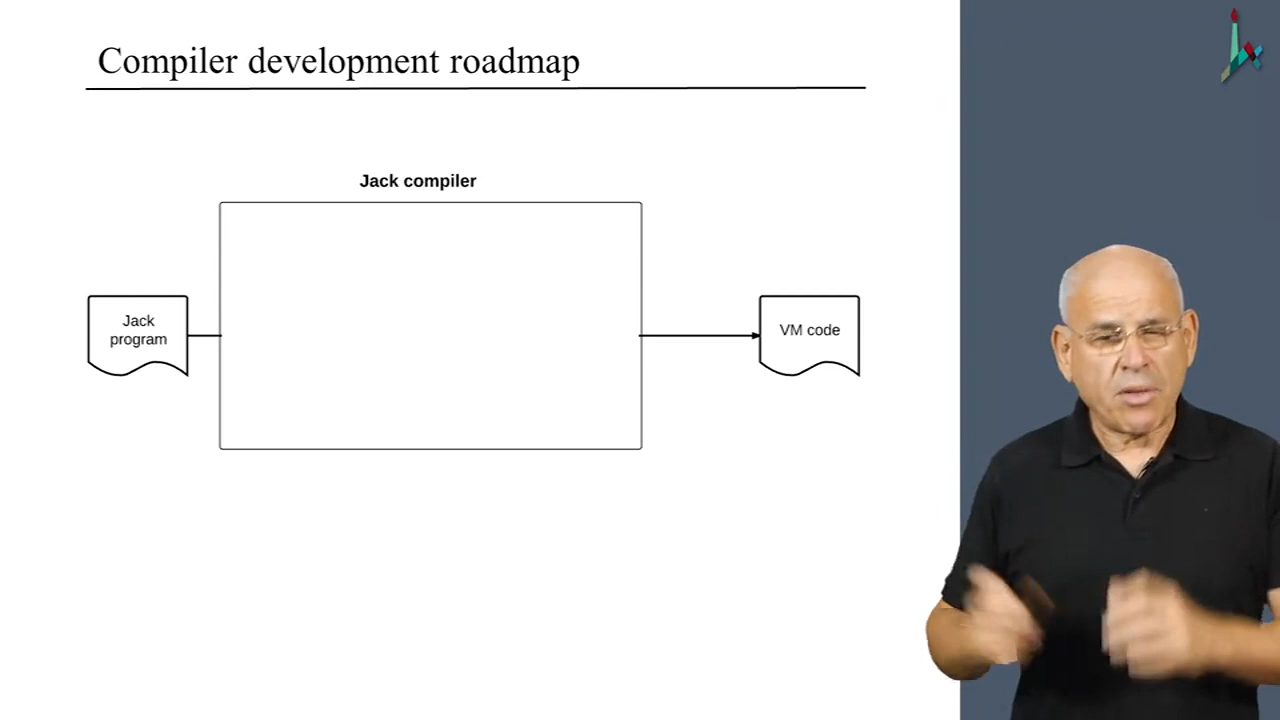 Compiler development roadmap
Jack compiler
Jack
program
VM code